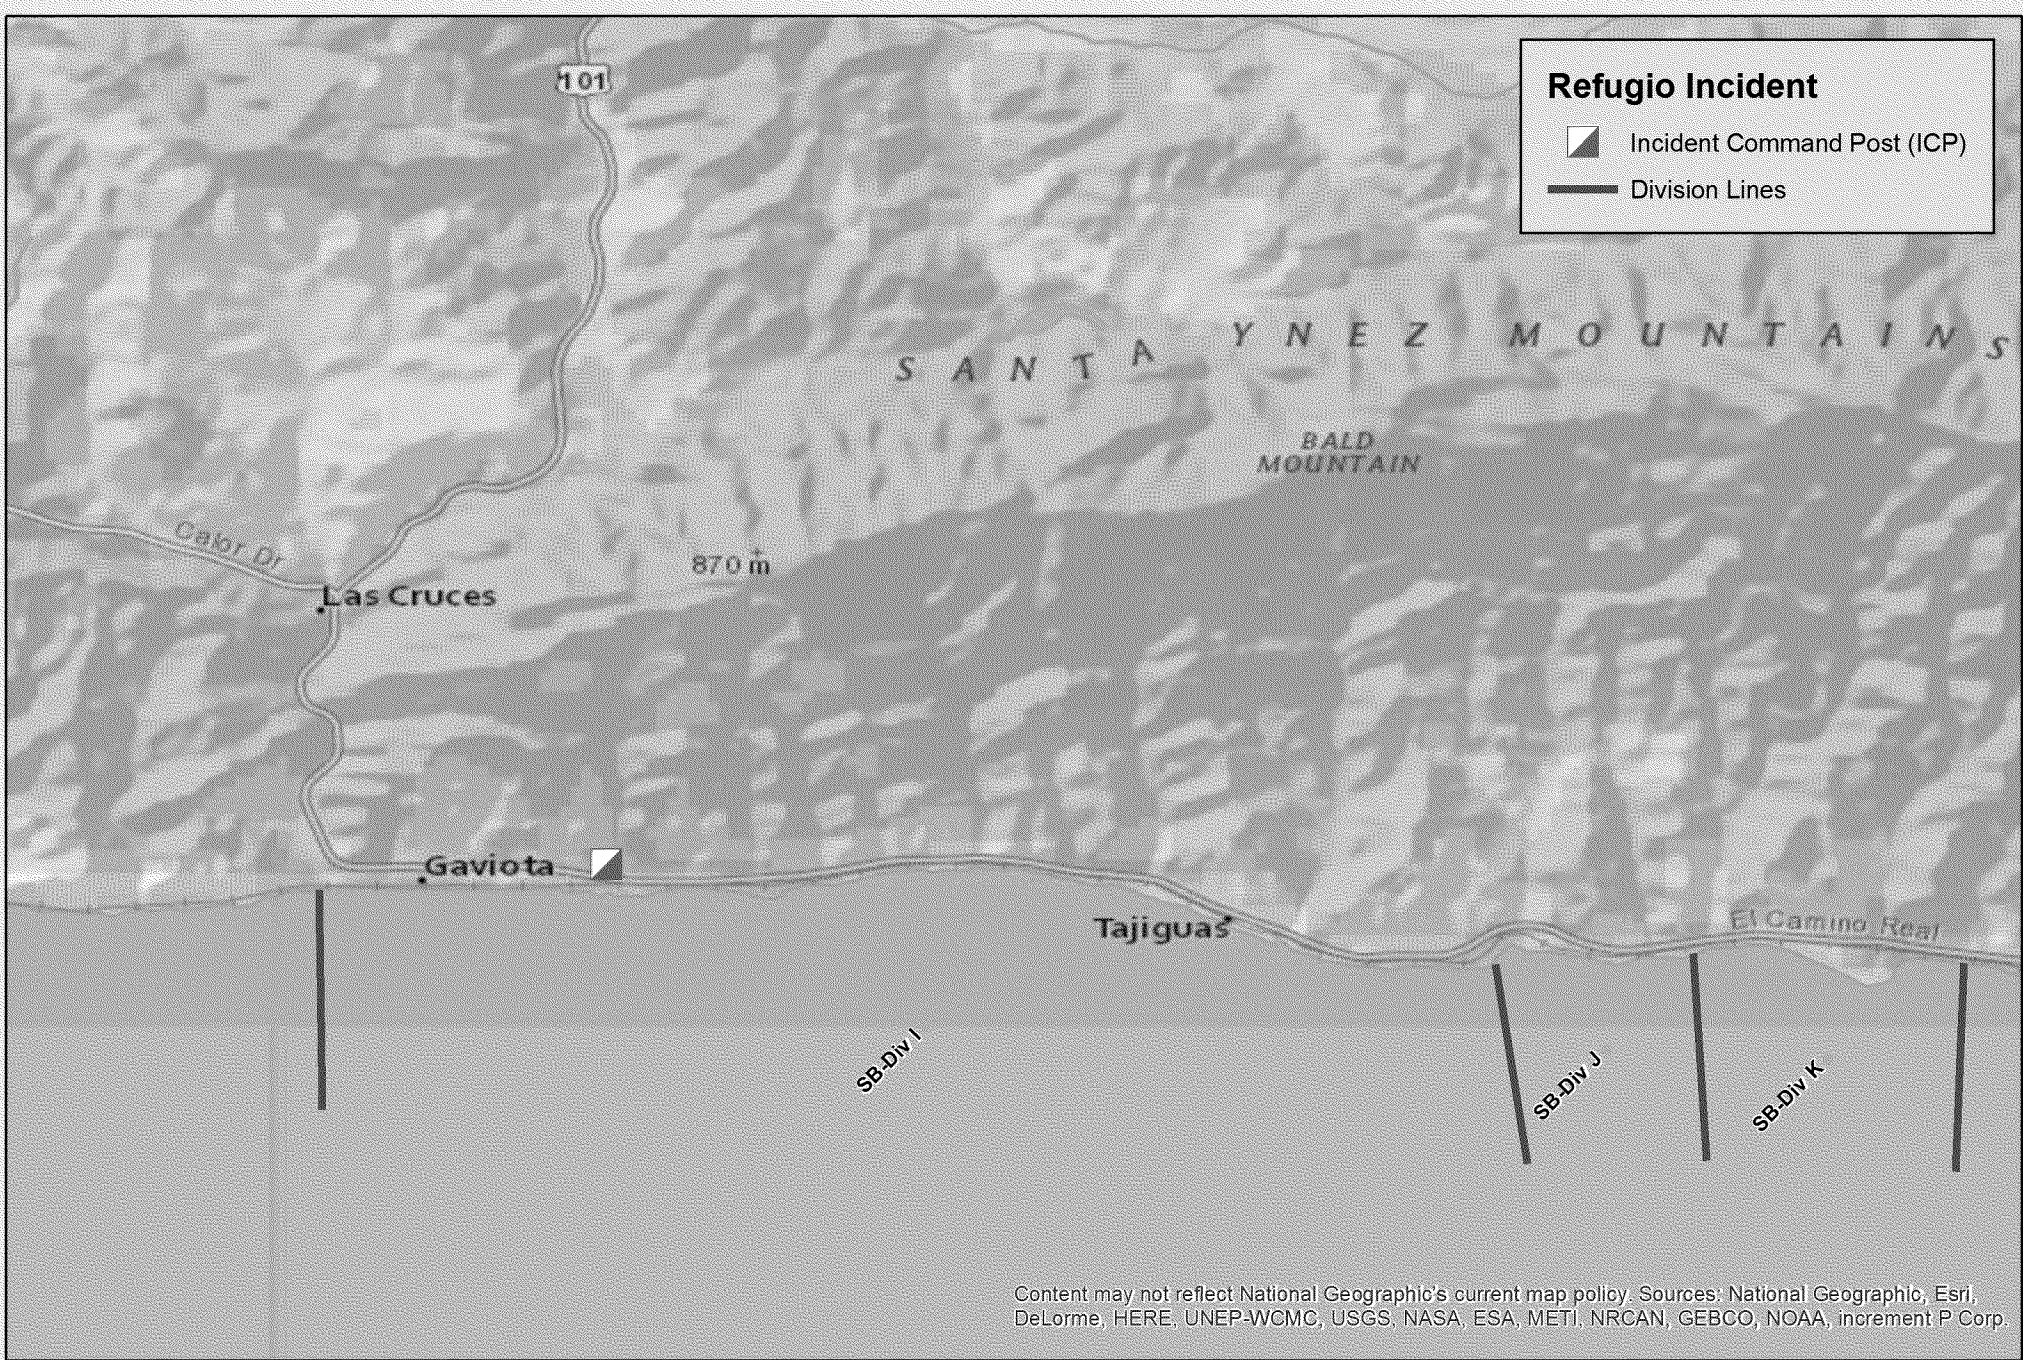 101
Refugio Incident
Incident Command Post (ICP)
Division Lines
SANTA YNEZ MOUNTAINS
BALD
MOUNTAIN
Calor Dr
870 m
Las Cruces
Gaviota
Tajiguas
El Camino Real
SB-Div I
SB-Div J
SB-Div K
Content may not reflect National Geographic's current map policy. Sources: National Geographic, Esri,
DeLorme, HERE, UNEP-WCMC, USGS, NASA, ESA, METI, NRCAN, GEBCO, NOAA, increment P Corp.